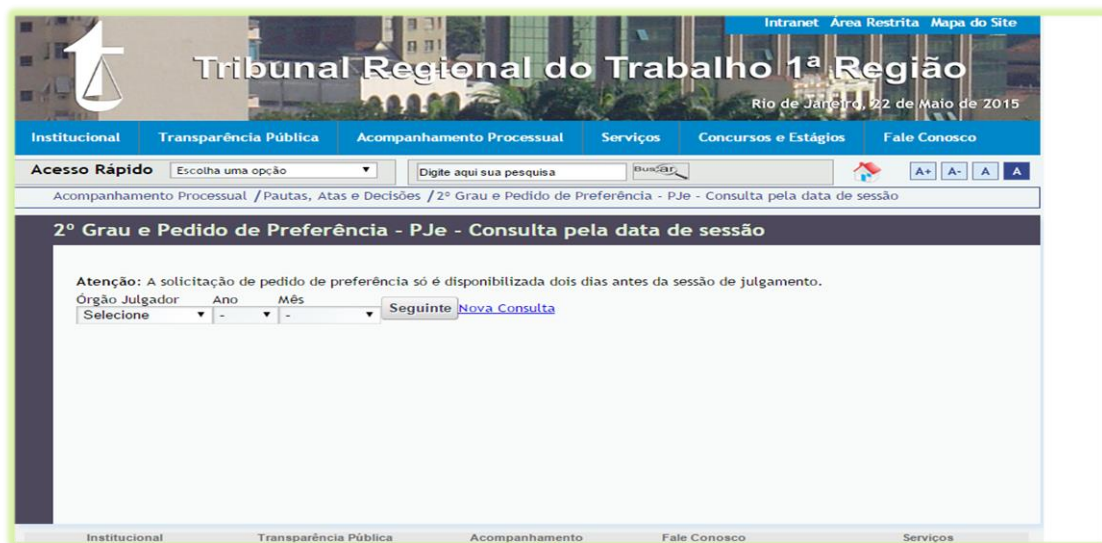 Intranet Área Restrita Mapa do Site
Tribunal Regional do Trabalho 1ª Região
Rio de Janeiro, 22 de Maio de 2015
Institucional Transparência Pública Acompanhamento Processual Serviços Concursos e Estágios Fale Conosco
Acesso Rápido Escolha uma opção Digite aqui sua pesquisa Buscar A+ A- A A
Acompanhamento Processual / Pautas, Atas e Decisões / 2º Grau e Pedido de Preferência - PJe - Consulta pela data de sessão
2º Grau e Pedido de Preferência - PJe - Consulta pela data de sessão
Atenção: A solicitação de pedido de preferência só é disponibilizada dois dias antes da sessão de julgamento.
Órgão Julgador Ano Mês
Selecione - - Seguinte Nova Consulta
Institucional Transparência Pública Acompanhamento Fale Conosco Serviços